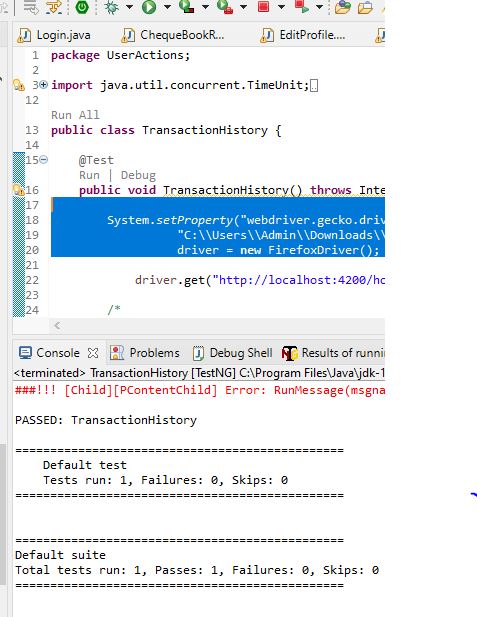 Login.java ChequeBookR... EditProfile....
1 package UserActions;
2
3 import java.util.concurrent.TimeUnit;
12
Run All
13 public class TransactionHistory {
14
15 @Test
Run | Debug
16 public void TransactionHistory() throws Inte
17
18 System.setProperty("webdriver.gecko.driv
19 "C:\\Users\\Admin\\Downloads\\
20 driver = new FirefoxDriver();
21
22 driver.get("http://localhost:4200/ho
23
24 /*
Console Problems Debug Shell Results of runni
<terminated> TransactionHistory [TestNG] C:\Program Files\Java\jdk-1
###!!! [Child][PContentChild] Error: RunMessage(msgna
PASSED: TransactionHistory
===============================================
Default test
Tests run: 1, Failures: 0, Skips: 0
===============================================
===============================================
Default suite
Total tests run: 1, Passes: 1, Failures: 0, Skips: 0
===============================================